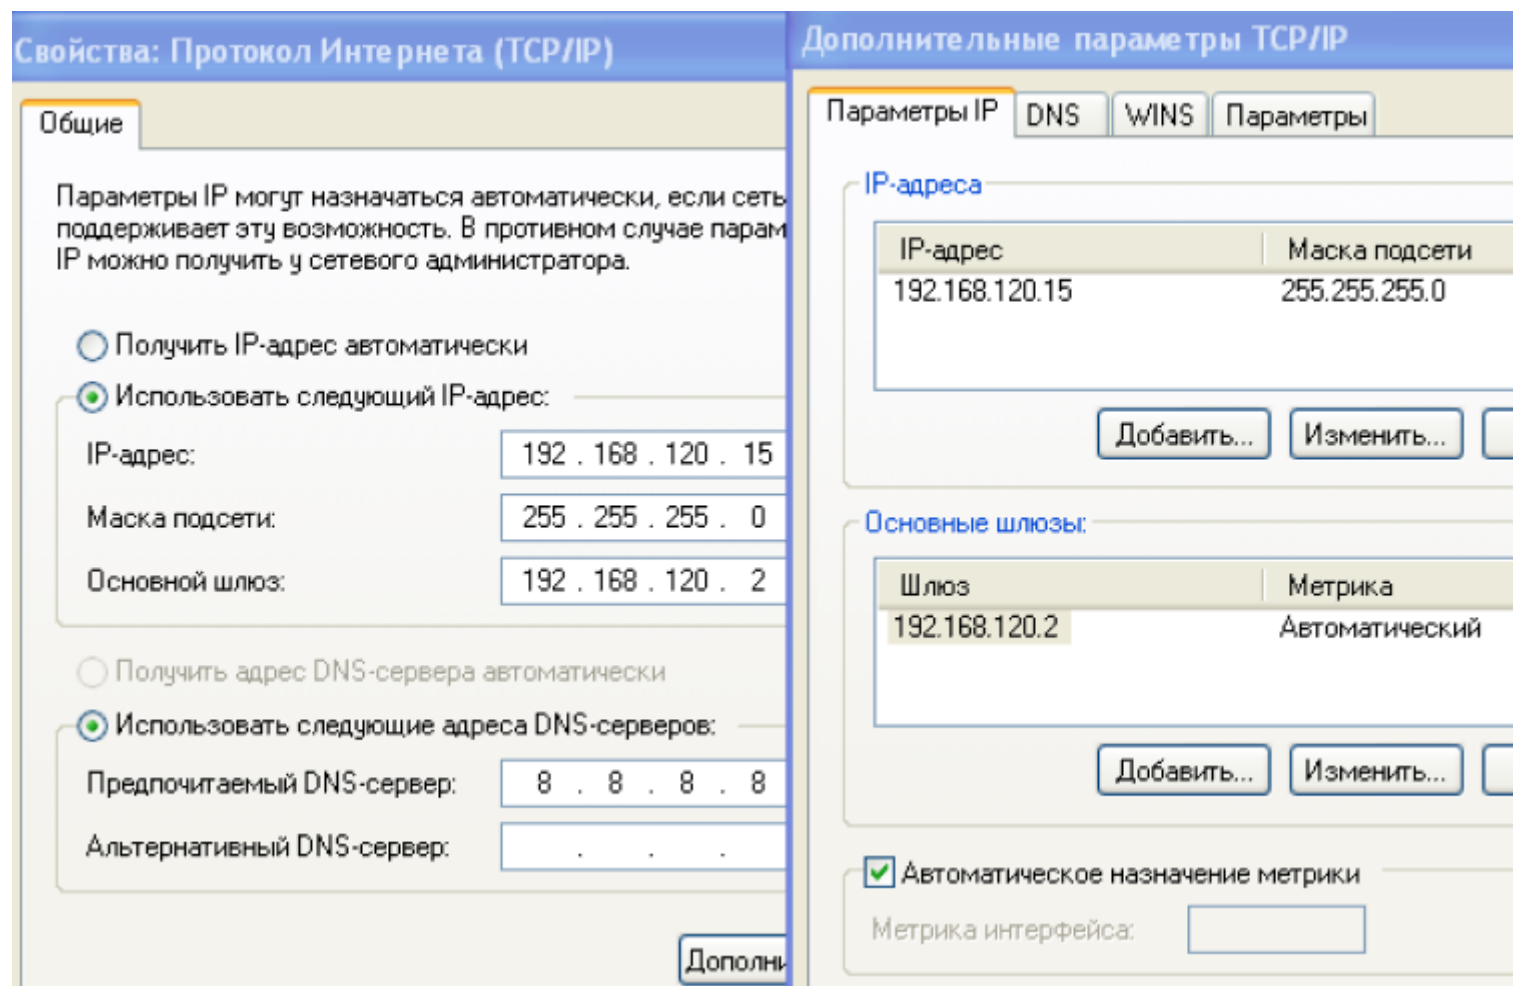 Свойства: Протокол Интернета (TCP/IP)
Общие
Параметры IP могут назначаться автоматически, если сеть
поддерживает эту возможность. В противном случае парам
IP можно получить у сетевого администратора.
Получить IP-адрес автоматически
Использовать следующий IP-адрес:
IP-адрес: 192 . 168 . 120 . 15
Маска подсети: 255 . 255 . 255 . 0
Основной шлюз: 192 . 168 . 120 . 2
Получить адрес DNS-сервера автоматически
Использовать следующие адреса DNS-серверов:
Предпочитаемый DNS-сервер: 8 . 8 . 8 . 8
Альтернативный DNS-сервер: . . .
Дополни
Дополнительные параметры TCP/IP
Параметры IP DNS WINS Параметры
IP-адреса
IP-адрес Маска подсети
192.168.120.15 255.255.255.0
Добавить... Изменить...
Основные шлюзы:
Шлюз Метрика
192.168.120.2 Автоматический
Добавить... Изменить...
Автоматическое назначение метрики
Метрика интерфейса: